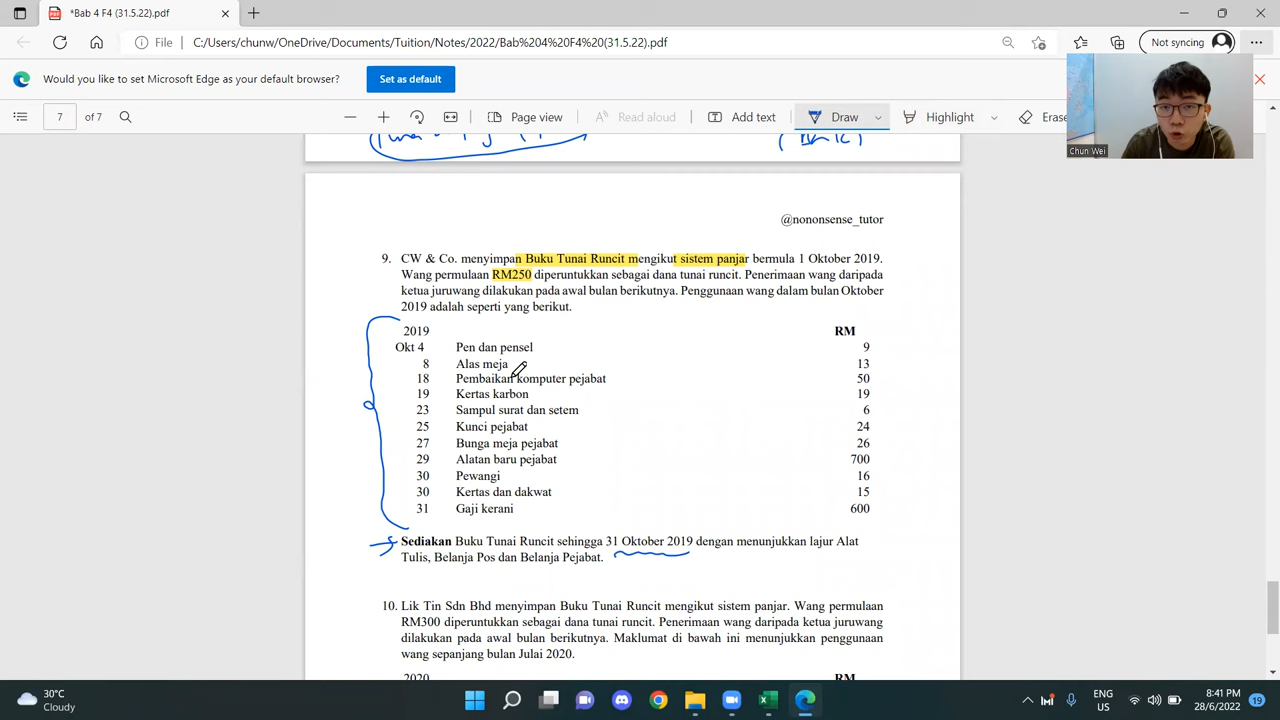 *Bab 4 F4 (31.5.22).pdf
File C:/Users/chunw/OneDrive/Documents/Tuition/Notes/2022/Bab%204%20F4%20(31.5.22).pdf Not syncing
Would you like to set Microsoft Edge as your default browser? Set as default
7 of 7 Page view Read aloud Add text Draw Highlight Erase
Chun Wei
@nononsense_tutor
9. CW & Co. menyimpan Buku Tunai Runcit mengikut sistem panjar bermula 1 Oktober 2019.
Wang permulaan RM250 diperuntukkan sebagai dana tunai runcit. Penerimaan wang daripada
ketua juruwang dilakukan pada awal bulan berikutnya. Penggunaan wang dalam bulan Oktober
2019 adalah seperti yang berikut.
2019 RM
Okt 4 Pen dan pensel 9
8 Alas meja 13
18 Pembaikan komputer pejabat 50
19 Kertas karbon 19
23 Sampul surat dan setem 6
25 Kunci pejabat 24
27 Bunga meja pejabat 26
29 Alatan baru pejabat 700
30 Pewangi 16
30 Kertas dan dakwat 15
31 Gaji kerani 600
Sediakan Buku Tunai Runcit sehingga 31 Oktober 2019 dengan menunjukkan lajur Alat
Tulis, Belanja Pos dan Belanja Pejabat.
10. Lik Tin Sdn Bhd menyimpan Buku Tunai Runcit mengikut sistem panjar. Wang permulaan
RM300 diperuntukkan sebagai dana tunai runcit. Penerimaan wang daripada ketua juruwang
dilakukan pada awal bulan berikutnya. Maklumat di bawah ini menunjukkan penggunaan
wang sepanjang bulan Julai 2020.
2020 RM
30°C
Cloudy
ENG
US
8:41 PM
28/6/2022
19